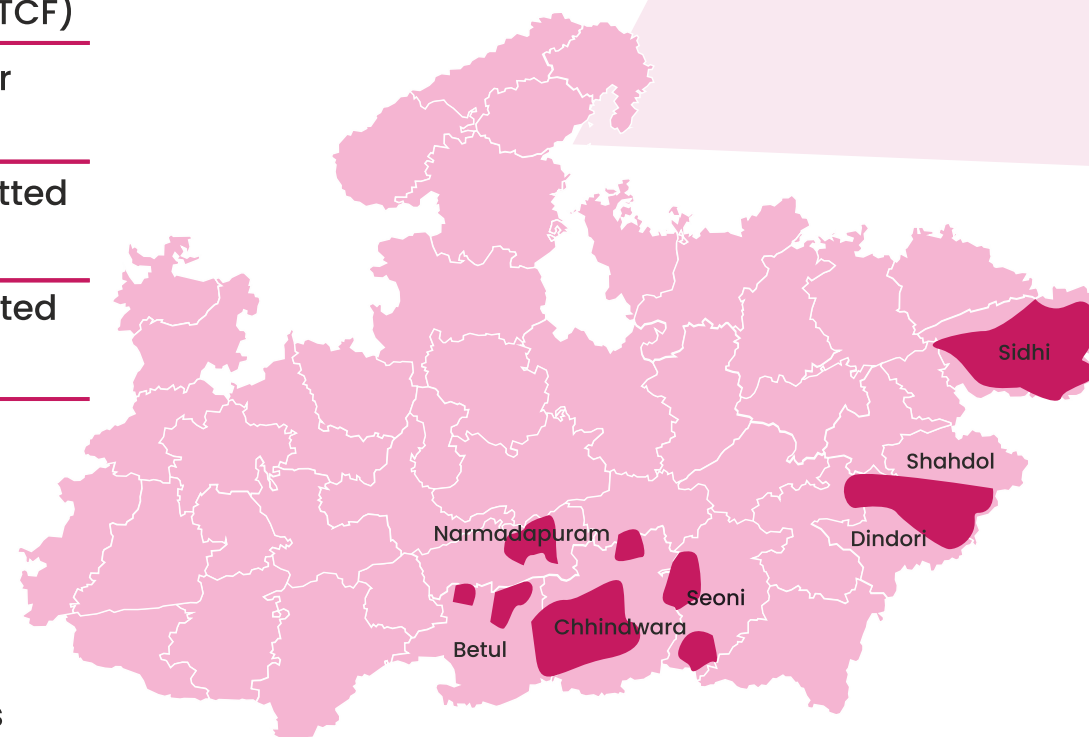 TCF)
r
tted
ted
s
Sidhi
Shahdol
Narmadapuram
Dindori
Seoni
Chhindwara
Betul